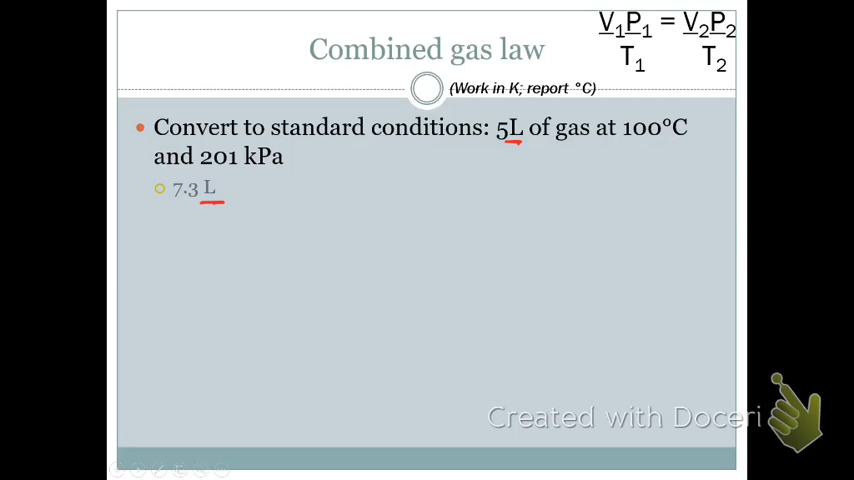 V₁P₁ = V₂P₂
T₁ T₂
Combined gas law
(Work in K; report °C)
Convert to standard conditions: 5L of gas at 100°C
and 201 kPa
7.3 L
Created with Doceri